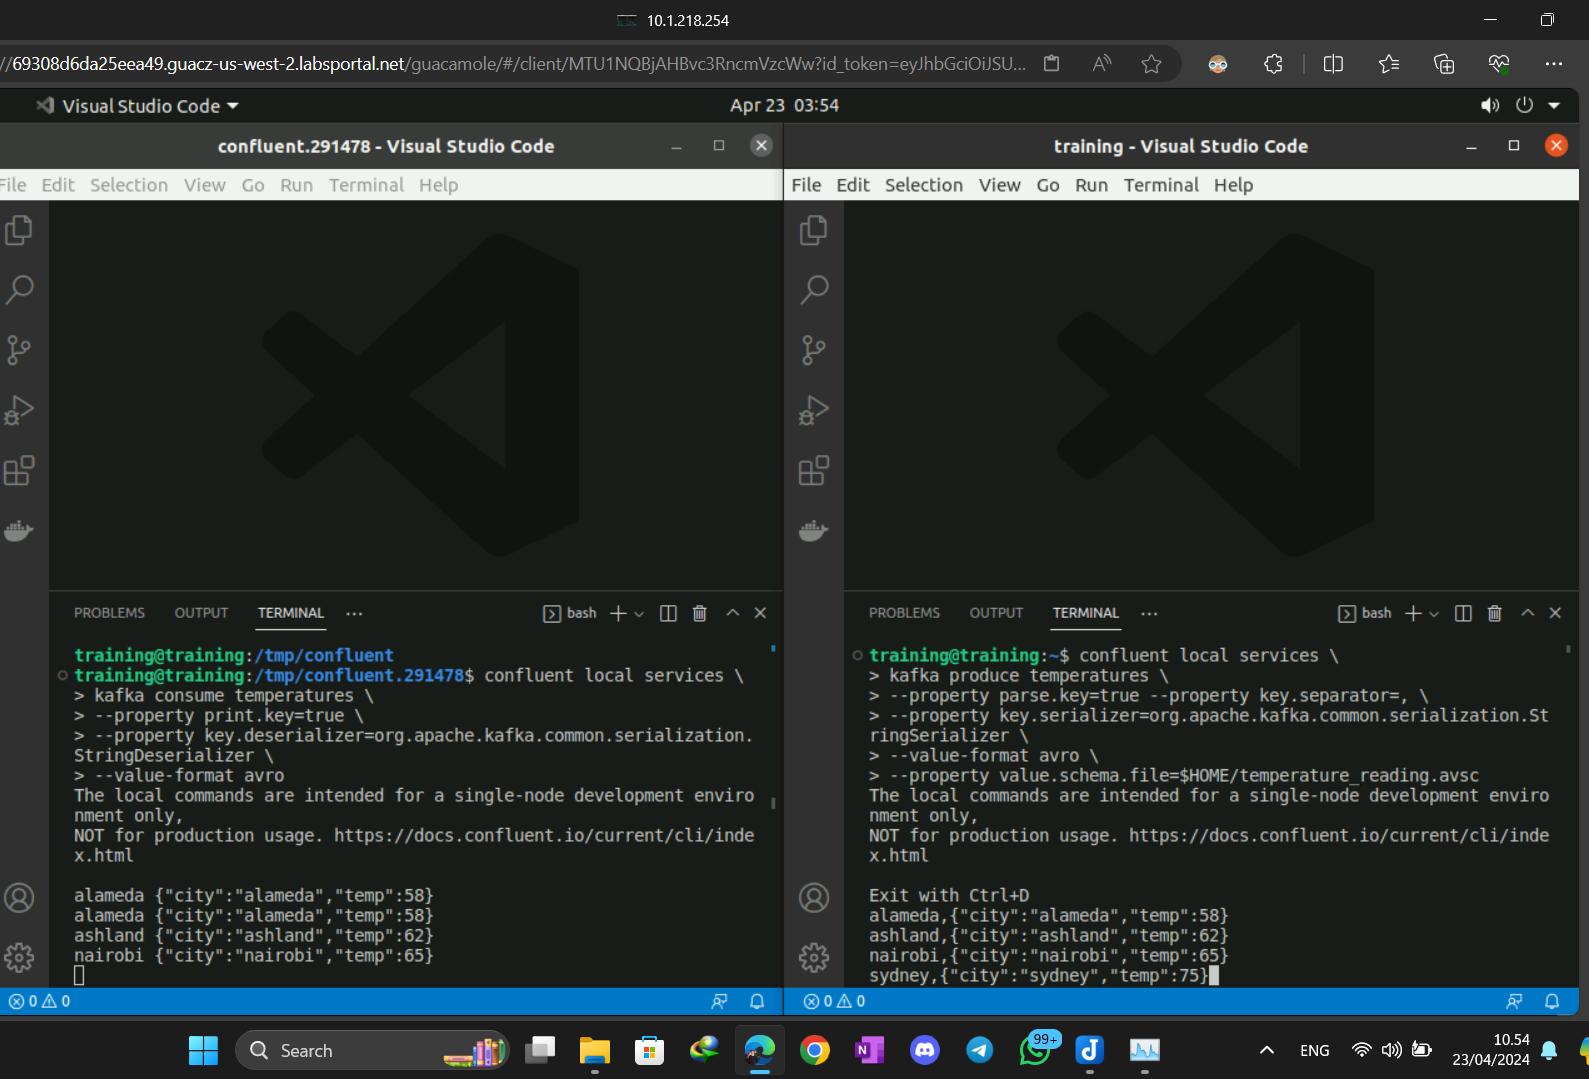 10.1.218.254
//69308d6da25eea49.guacz-us-west-2.labsportal.net/guacamole/#/client/MTU1NQBjAHBvc3RncmVzcWw?id_token=eyJhbGciOiJSU...
Visual Studio Code
Apr 23 03:54
confluent.291478 - Visual Studio Code
File Edit Selection View Go Run Terminal Help
PROBLEMS OUTPUT TERMINAL ... bash
training@training:/tmp/confluent
training@training:/tmp/confluent.291478$ confluent local services \
> kafka consume temperatures \
> --property print.key=true \
> --property key.deserializer=org.apache.kafka.common.serialization.
StringDeserializer \
> --value-format avro
The local commands are intended for a single-node development enviro
nment only,
NOT for production usage. https://docs.confluent.io/current/cli/inde
x.html
alameda {"city":"alameda","temp":58}
alameda {"city":"alameda","temp":58}
ashland {"city":"ashland","temp":62}
nairobi {"city":"nairobi","temp":65}
0 0
training - Visual Studio Code
File Edit Selection View Go Run Terminal Help
PROBLEMS OUTPUT TERMINAL ... bash
training@training:~$ confluent local services \
> kafka produce temperatures \
> --property parse.key=true --property key.separator=, \
> --property key.serializer=org.apache.kafka.common.serialization.St
ringSerializer \
> --value-format avro \
> --property value.schema.file=$HOME/temperature_reading.avsc
The local commands are intended for a single-node development enviro
nment only,
NOT for production usage. https://docs.confluent.io/current/cli/inde
x.html
Exit with Ctrl+D
alameda,{"city":"alameda","temp":58}
ashland,{"city":"ashland","temp":62}
nairobi,{"city":"nairobi","temp":65}
sydney,{"city":"sydney","temp":75}
0 0
Search
99+
ENG
10.54
23/04/2024